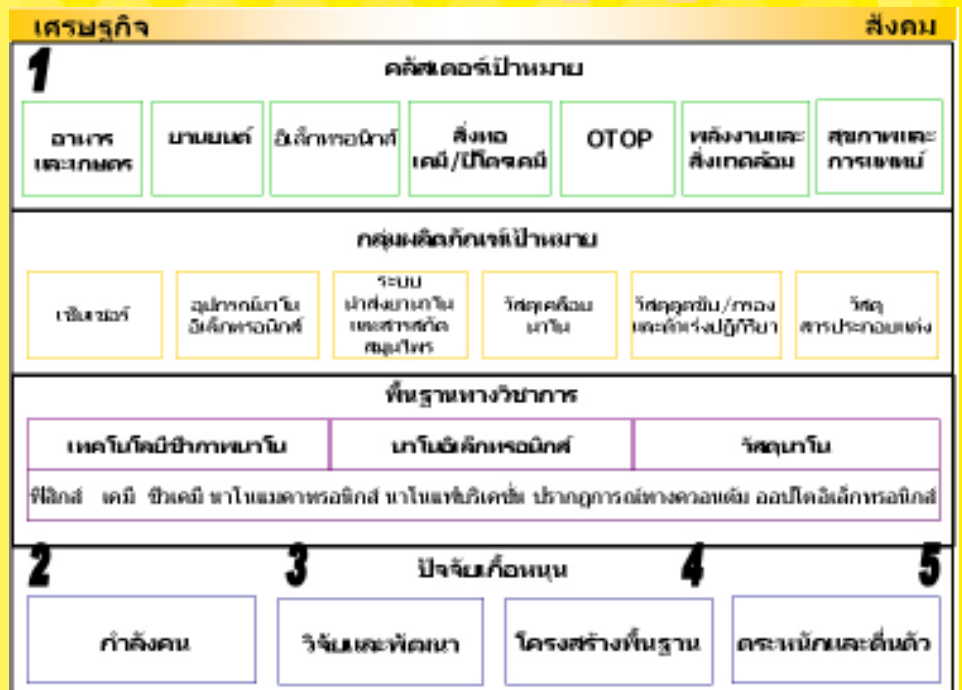 เศรษฐกิจ สังคม
1
คลัสเตอร์เป้าหมาย
อาหาร
และเกษตร
ยานยนต์
อิเล็กทรอนิกส์
สิ่งทอ
เคมี/ปิโตรเคมี
OTOP
พลังงานและ
สิ่งแวดล้อม
สุขภาพและ
การแพทย์
กลุ่มผลิตภัณฑ์เป้าหมาย
เซ็นเซอร์
อุปกรณ์นาโน
อิเล็กทรอนิกส์
ระบบ
นำส่งยานาโน
และสารสกัด
สมุนไพร
วัสดุเคลือบ
นาโน
วัสดุดูดซับ/กรอง
และตัวเร่งปฏิกิริยา
วัสดุ
สารประกอบแต่ง
พื้นฐานทางวิชาการ
เทคโนโลยีชีวภาพนาโน
นาโนอิเล็กทรอนิกส์
วัสดุนาโน
ฟิสิกส์ เคมี ชีวเคมี นาโนแมคาทรอนิกส์ นาโนแฟบริเคชั่น ปรากฏการณ์ทางควอนตัม ออปโตอิเล็กทรอนิกส์
2 3 ปัจจัยเกื้อหนุน 4 5
กำลังคน
วิจัยและพัฒนา
โครงสร้างพื้นฐาน
ตระหนักและตื่นตัว